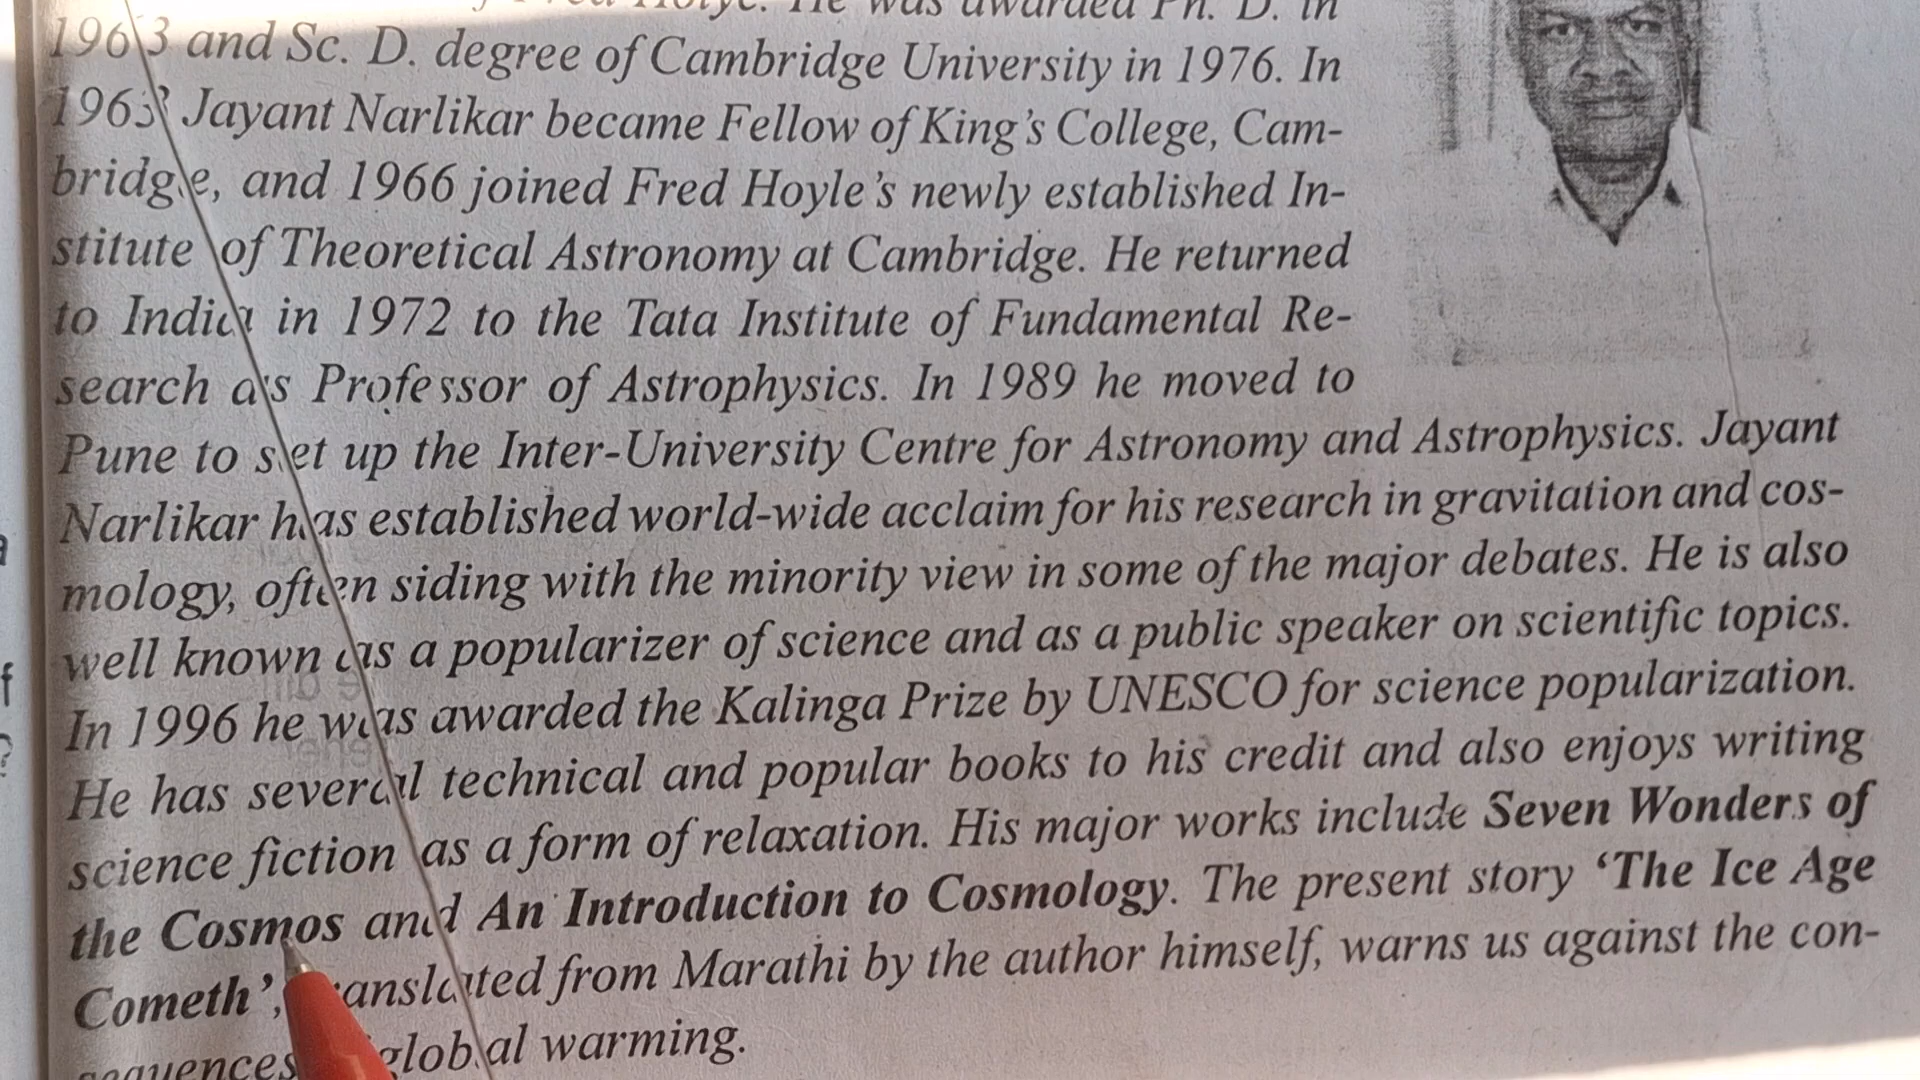 He was awarded Ph. D. in
1963 and Sc. D. degree of Cambridge University in 1976. In
1963 Jayant Narlikar became Fellow of King's College, Cam-
bridge, and 1966 joined Fred Hoyle's newly established In-
stitute of Theoretical Astronomy at Cambridge. He returned
to India in 1972 to the Tata Institute of Fundamental Re-
search as Professor of Astrophysics. In 1989 he moved to
Pune to set up the Inter-University Centre for Astronomy and Astrophysics. Jayant
Narlikar has established world-wide acclaim for his research in gravitation and cos-
mology, often siding with the minority view in some of the major debates. He is also
well known as a popularizer of science and as a public speaker on scientific topics.
In 1996 he was awarded the Kalinga Prize by UNESCO for science popularization.
He has several technical and popular books to his credit and also enjoys writing
science fiction as a form of relaxation. His major works include Seven Wonders of
the Cosmos and An Introduction to Cosmology. The present story 'The Ice Age
Cometh', translated from Marathi by the author himself, warns us against the con-
sequences global warming.